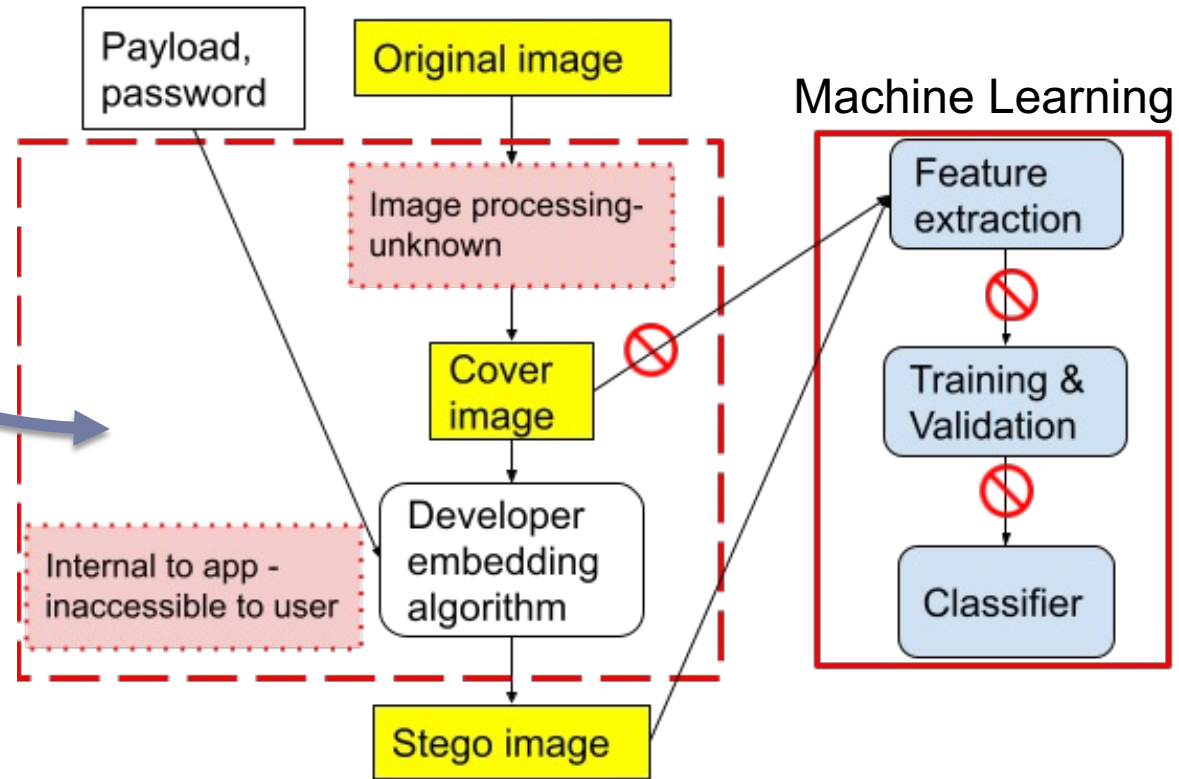 Payload,
password
Original image
Machine Learning
Image processing-
unknown
Feature
extraction
Cover
image
Training &
Validation
Developer
embedding
algorithm
Internal to app -
inaccessible to user
Classifier
Stego image